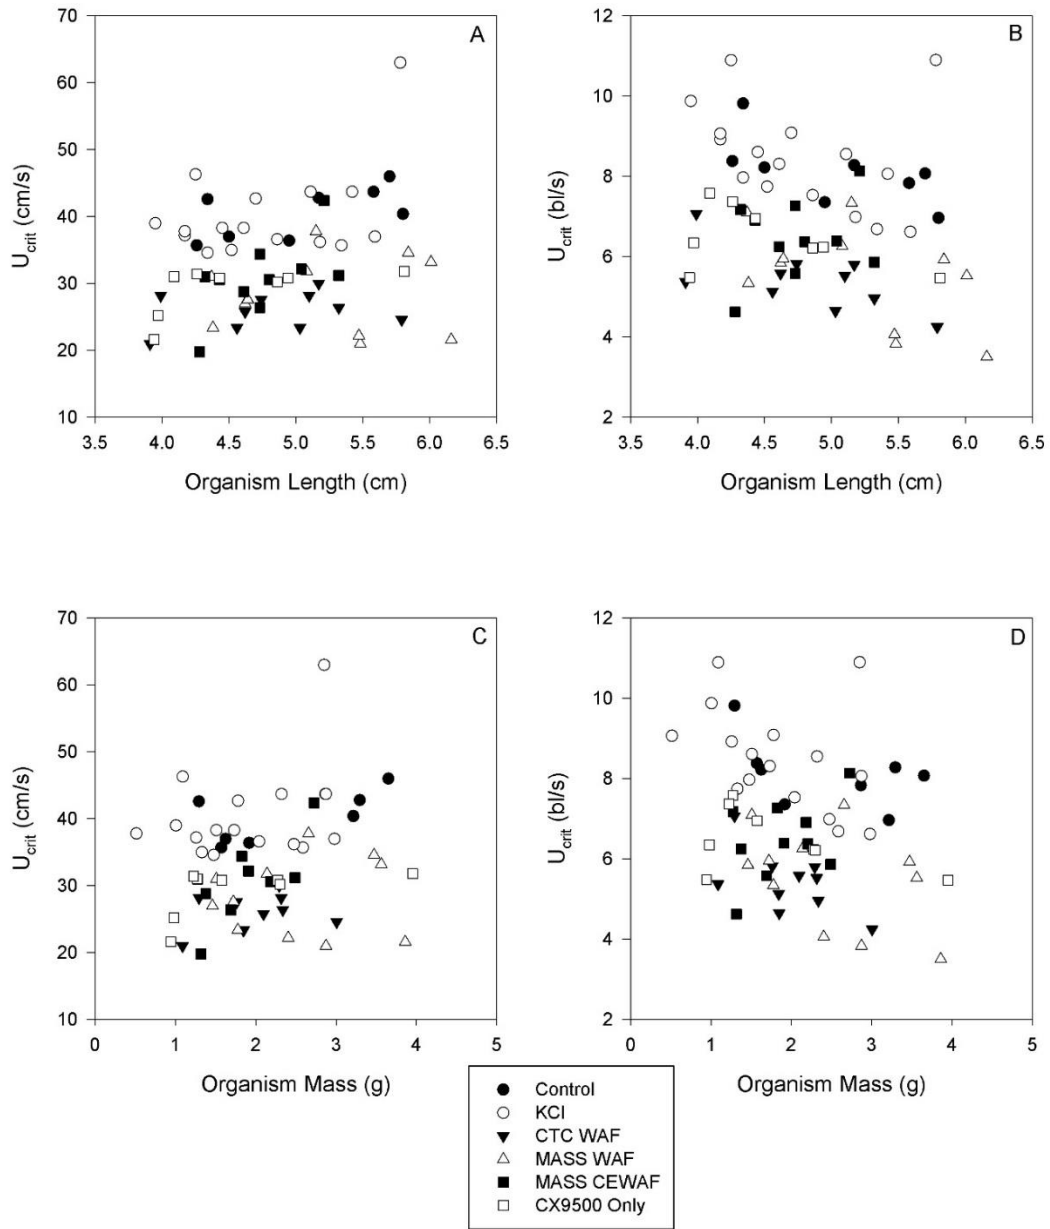 A
70
60
50
40
30
20
10
U_crit (cm/s)
3.5 4.0 4.5 5.0 5.5 6.0 6.5
Organism Length (cm)
B
12
10
8
6
4
2
U_crit (bl/s)
3.5 4.0 4.5 5.0 5.5 6.0 6.5
Organism Length (cm)
C
70
60
50
40
30
20
10
U_crit (cm/s)
0 1 2 3 4 5
Organism Mass (g)
D
12
10
8
6
4
2
U_crit (bl/s)
0 1 2 3 4 5
Organism Mass (g)
Control
KCl
CTC WAF
MASS WAF
MASS CEWAF
CX9500 Only